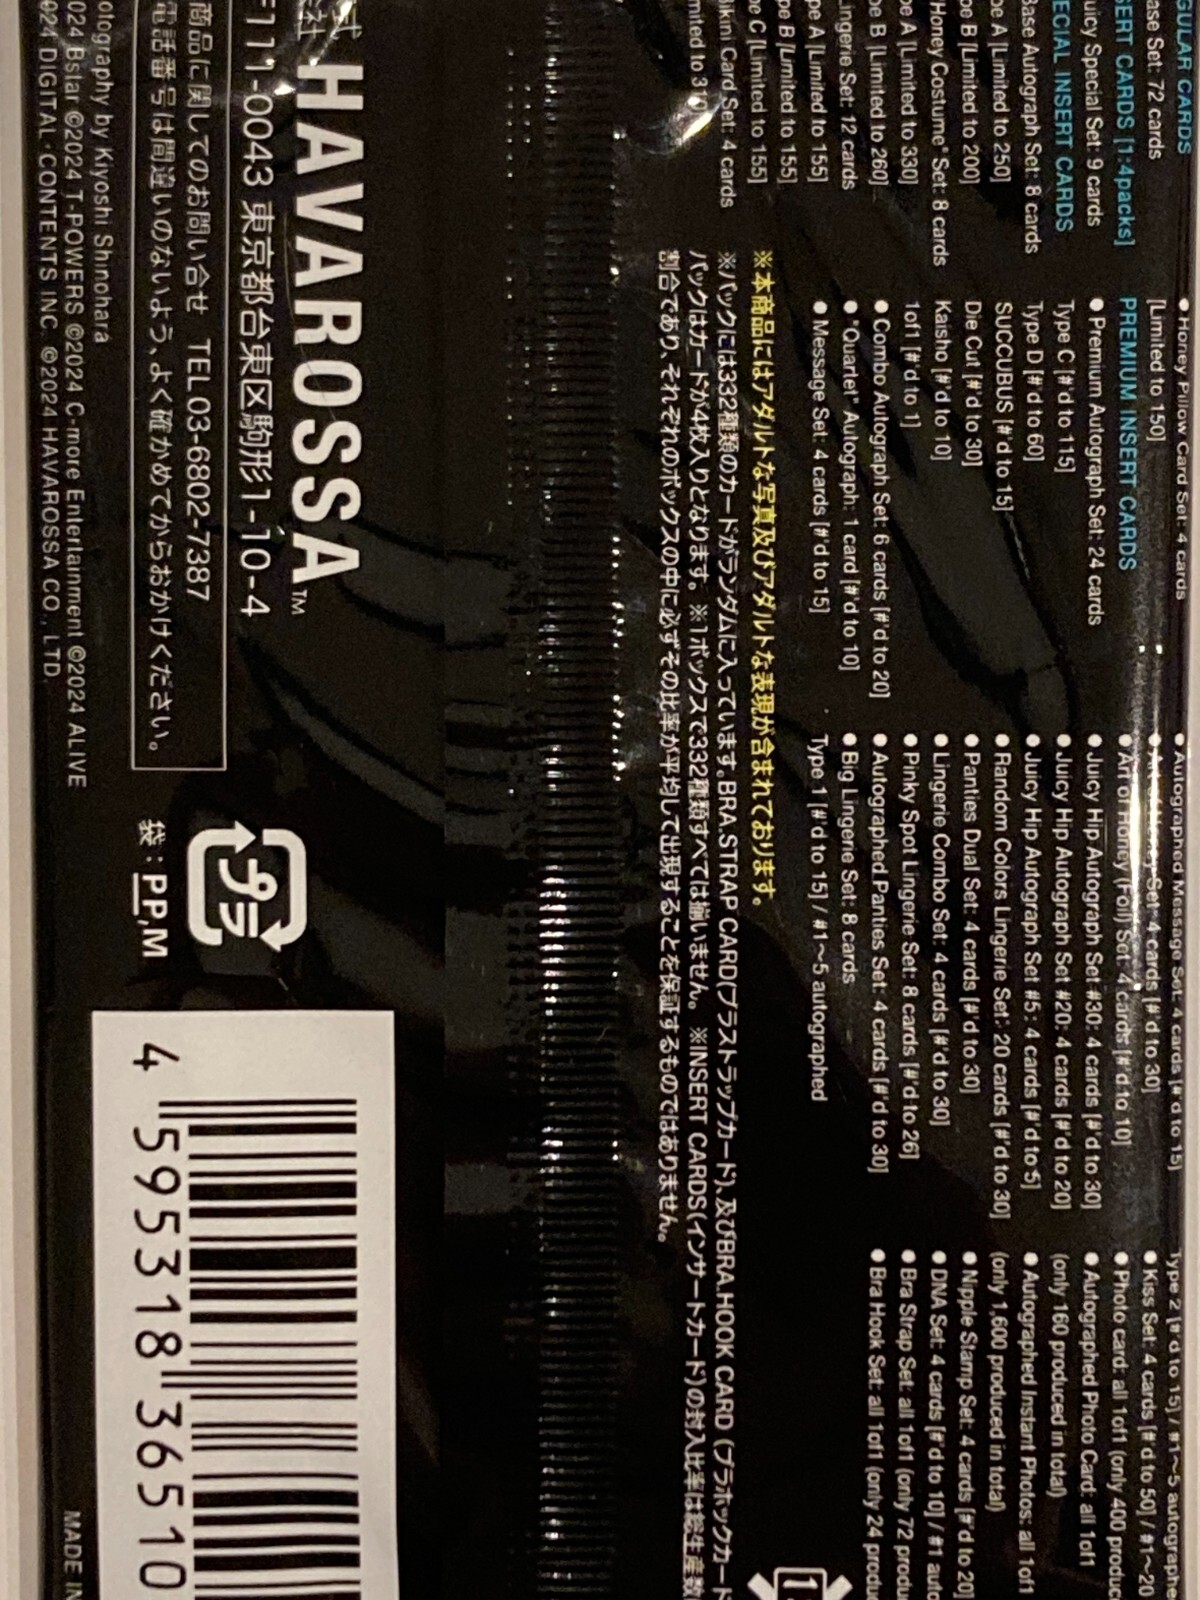 GULAR CARDS
ase Set: 72 cards
SERT CARDS [1:4packs]
uicy Special Set: 9 cards
ECIAL INSERT CARDS
Base Autograph Set: 8 cards
pe A [Limited to 250]
pe B [Limited to 200]
Honey Costume" Set: 8 cards
pe A [Limited to 330]
pe B [Limited to 260]
ingerie Set: 12 cards
pe A [Limited to 155]
pe B [Limited to 155]
pe C [Limited to 155]
Bikini Card Set: 4 cards
mited to 310]
●Honey Pillow Card Set: 4 cards
[Limited to 150]
PREMIUM INSERT CARDS
●Premium Autograph Set: 24 cards
Type C [#'d to 115]
Type D [#'d to 60]
SUCCUBUS [#'d to 15]
Die Cut [#'d to 30]
Kaisho [#'d to 10]
1of1 [#'d to 1]
●Combo Autograph Set: 6 cards [#'d to 20]
●"Quartet" Autograph: 1 card [#'d to 10]
●Message Set: 4 cards [#'d to 15]
●Autographed Message Set: 4 cards [#'d to 15]
Set: 4 cards [#'d to 30]
●Art of Honey (Foil) Set: 4 cards [#'d to 10]
●Juicy Hip Autograph Set #30: 4 cards [#'d to 30]
●Juicy Hip Autograph Set #20: 4 cards [#'d to 20]
●Juicy Hip Autograph Set #5: 4 cards [#'d to 5]
●Random Colors Lingerie Set: 20 cards [#'d to 30]
●Panties Dual Set: 4 cards [#'d to 30]
●Lingerie Combo Set: 4 cards [#'d to 30]
●Pinky Spot Lingerie Set: 8 cards [#'d to 26]
●Autographed Panties Set: 4 cards [#'d to 30]
●Big Lingerie Set: 8 cards
Type 1 [#'d to 15] / #1～5 autographed
Type 2 [#'d to 15] / #1～5 autographe
●Kiss Set: 4 cards [#'d to 50] / #1～20
●Photo card: all 1of1 (only 400 produc
●Autographed Photo Card: all 1of1
(only 160 produced in total)
●Autographed Instant Photos: all 1of1
(only 1,600 produced in total)
●Nipple Stamp Set: 4 cards [#'d to 20]
●DNA Set: 4 cards [#'d to 10] / #1 auto
●Bra Strap Set: all 1of1 (only 72 produ
●Bra Hook Set: all 1of1 (only 24 produ
※本商品にはアダルトな写真及びアダルトな表現が含まれております。
※パックには332種類のカードがランダムに入っています。BRA.STRAP CARD(ブラストラップカード)、及びBRA.HOOK CARD (ブラホックカード
パックはカードが4枚入りとなります。 ※1ボックスで332種類すべては揃いません。 ※INSERT CARDS(インサートカード)の封入比率は総生産数
割合であり、それぞれのボックスの中に必ずその比率が平均して出現することを保証するものではありません。
式
社 HAVAROSSA™
〒111-0043 東京都台東区駒形1-10-4
商品に関してのお問い合せ TEL 03-6802-7387
電話番号は間違いのないよう、よく確かめてからおかけください。
otography by Kiyoshi Shinohara
024 Bstar ©2024 T-POWERS ©2024 C-more Entertainment ©2024 ALIVE
024 DIGITAL・CONTENTS INC. ©2024 HAVAROSSA CO., LTD.
プラ
袋：PP,M
4 595318 36510
MADE IN